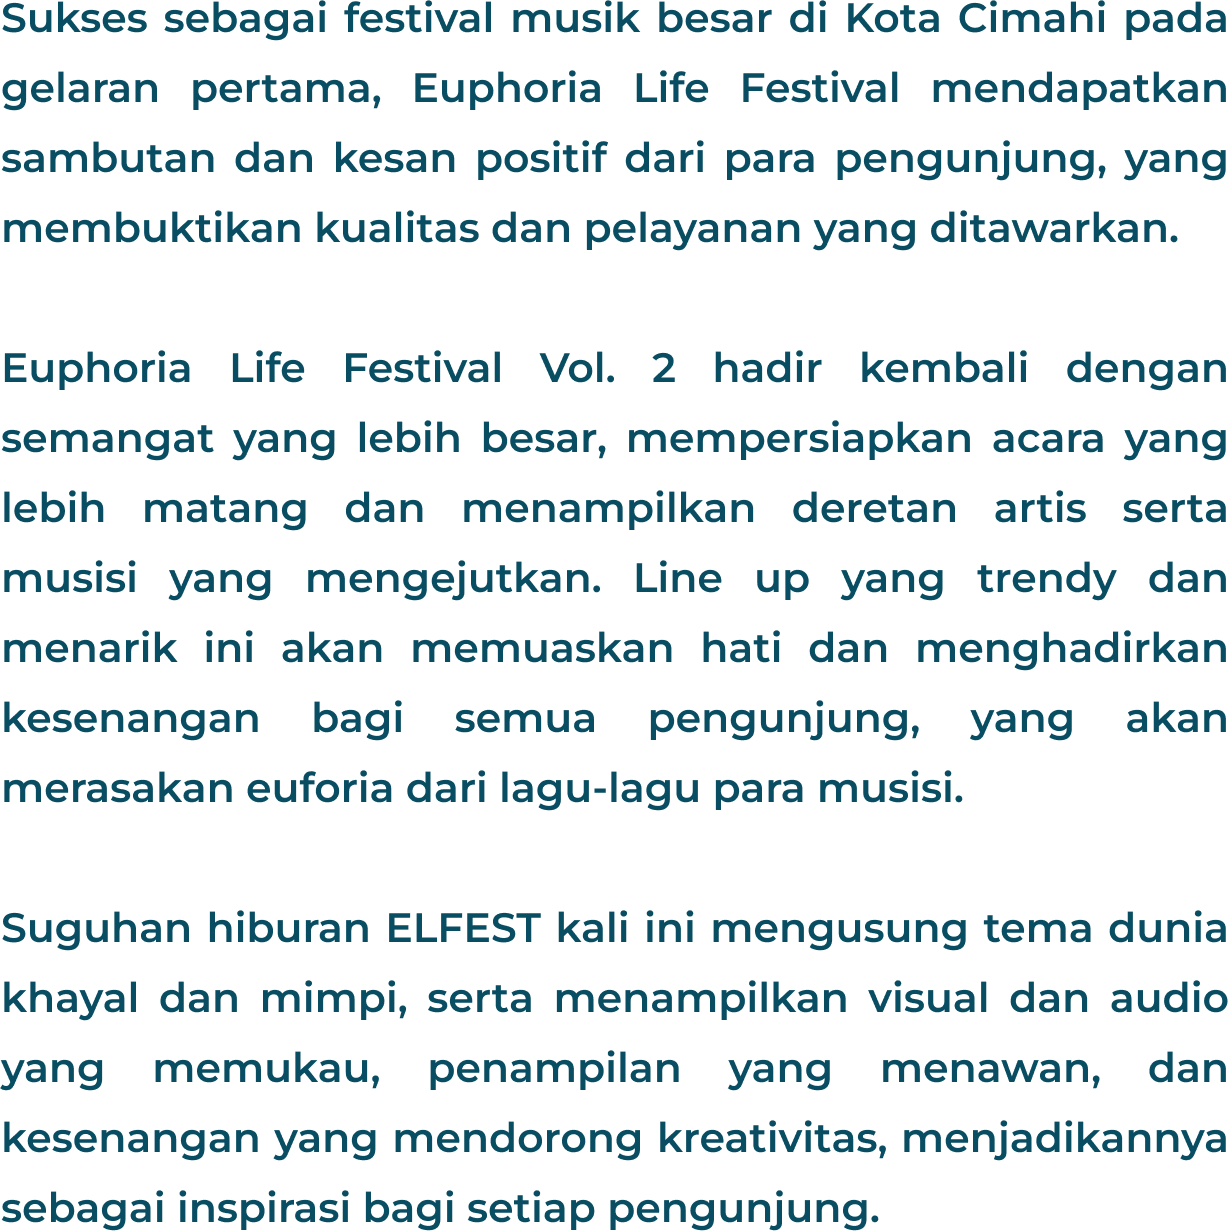 Sukses sebagai festival musik besar di Kota Cimahi pada
gelaran pertama, Euphoria Life Festival mendapatkan
sambutan dan kesan positif dari para pengunjung, yang
membuktikan kualitas dan pelayanan yang ditawarkan.
Euphoria Life Festival Vol. 2 hadir kembali dengan
semangat yang lebih besar, mempersiapkan acara yang
lebih matang dan menampilkan deretan artis serta
musisi yang mengejutkan. Line up yang trendy dan
menarik ini akan memuaskan hati dan menghadirkan
kesenangan bagi semua pengunjung, yang akan
merasakan euforia dari lagu-lagu para musisi.
Suguhan hiburan ELFEST kali ini mengusung tema dunia
khayal dan mimpi, serta menampilkan visual dan audio
yang memukau, penampilan yang menawan, dan
kesenangan yang mendorong kreativitas, menjadikannya
sebagai inspirasi bagi setiap pengunjung.